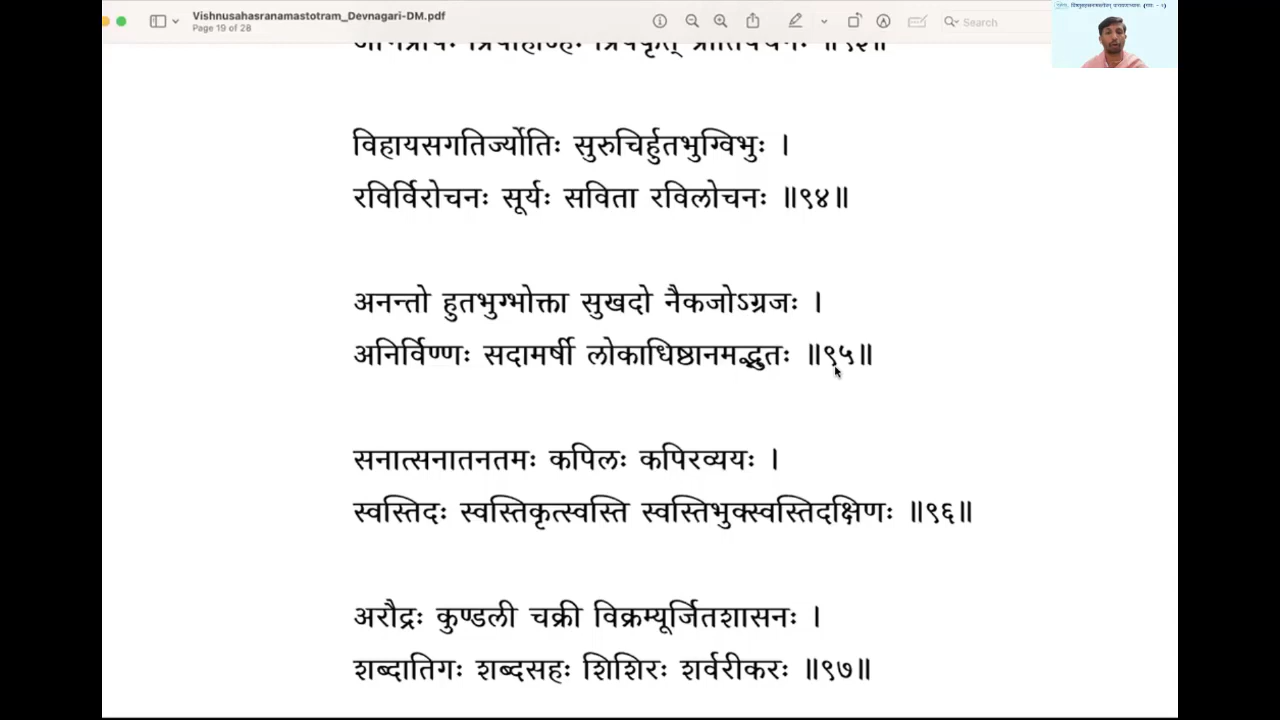 Vishnusahasranamastotram_Devnagari-DM.pdf
Page 19 of 28
Search
विहायसगतिर्ज्योतिः सुरुचिर्हुतभुग्विभुः ।
रविर्विरोचनः सूर्यः सविता रविलोचनः ॥९४॥
अनन्तो हुतभुग्भोक्ता सुखदो नैकजोऽग्रजः ।
अनिर्विण्णः सदामर्षी लोकाधिष्ठानमद्भुतः ॥९५॥
सनात्सनातनतमः कपिलः कपिरव्ययः ।
स्वस्तिदः स्वस्तिकृत्स्वस्ति स्वस्तिभुक्स्वस्तिदक्षिणः ॥९६॥
अरौद्रः कुण्डली चक्री विक्रम्यूर्जितशासनः ।
शब्दातिगः शब्दसहः शिशिरः शर्वरीकरः ॥९७॥